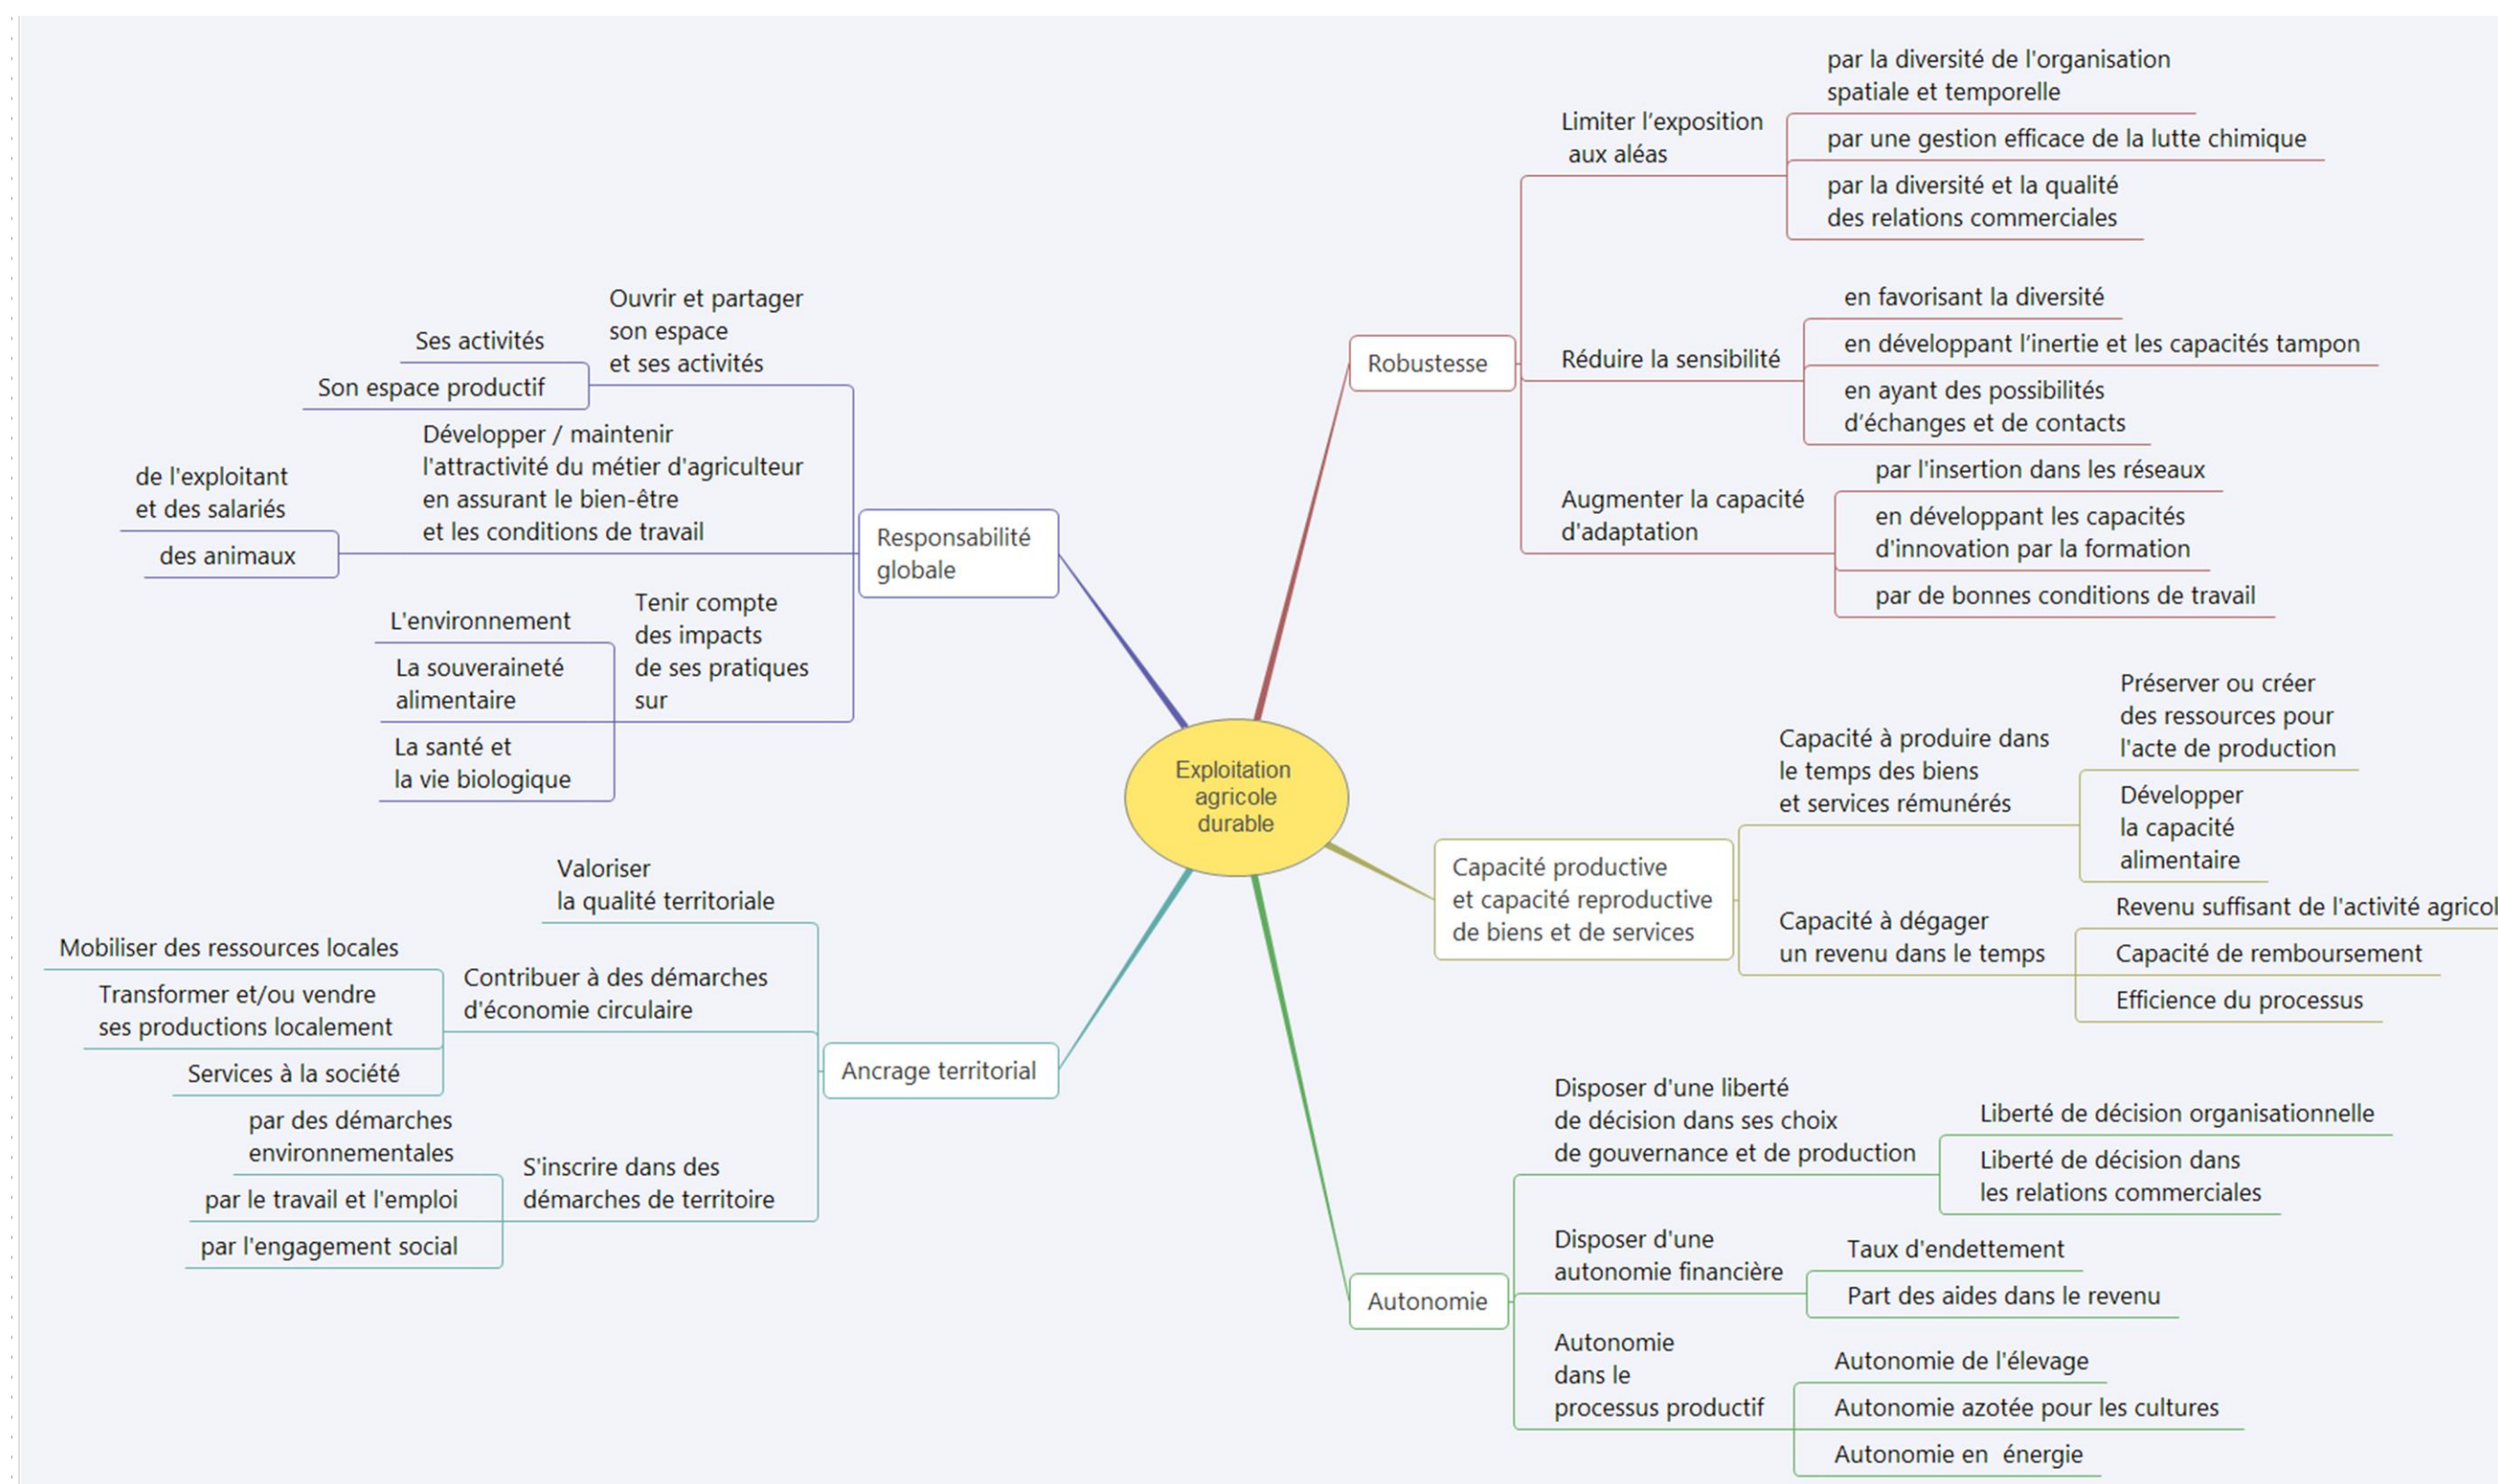 Exploitation
agricole
durable
Robustesse
Limiter l’exposition
aux aléas
par la diversité de l'organisation
spatiale et temporelle
par une gestion efficace de la lutte chimique
par la diversité et la qualité
des relations commerciales
Réduire la sensibilité
en favorisant la diversité
en développant l’inertie et les capacités tampon
en ayant des possibilités
d’échanges et de contacts
Augmenter la capacité
d'adaptation
par l'insertion dans les réseaux
en développant les capacités
d'innovation par la formation
par de bonnes conditions de travail
Capacité productive
et capacité reproductive
de biens et de services
Capacité à produire dans
le temps des biens
et services rémunérés
Préserver ou créer
des ressources pour
l'acte de production
Développer
la capacité
alimentaire
Capacité à dégager
un revenu dans le temps
Revenu suffisant de l'activité agricol
Capacité de remboursement
Efficience du processus
Autonomie
Disposer d'une liberté
de décision dans ses choix
de gouvernance et de production
Liberté de décision organisationnelle
Liberté de décision dans
les relations commerciales
Disposer d'une
autonomie financière
Taux d'endettement
Part des aides dans le revenu
Autonomie
dans le
processus productif
Autonomie de l'élevage
Autonomie azotée pour les cultures
Autonomie en énergie
Responsabilité
globale
Ouvrir et partager
son espace
et ses activités
Ses activités
Son espace productif
Développer / maintenir
l'attractivité du métier d'agriculteur
en assurant le bien-être
et les conditions de travail
de l'exploitant
et des salariés
des animaux
Tenir compte
des impacts
de ses pratiques
sur
L'environnement
La souveraineté
alimentaire
La santé et
la vie biologique
Ancrage territorial
Valoriser
la qualité territoriale
Contribuer à des démarches
d'économie circulaire
Mobiliser des ressources locales
Transformer et/ou vendre
ses productions localement
Services à la société
S'inscrire dans des
démarches de territoire
par des démarches
environnementales
par le travail et l'emploi
par l'engagement social